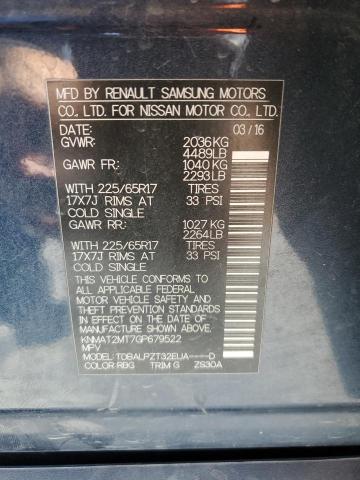 MFD BY RENAULT SAMSUNG MOTORS
CO., LTD. FOR NISSAN MOTOR CO., LTD.
DATE: 03/16
GVWR: 2036KG
4489LB
GAWR FR: 1040 KG
2293LB
WITH 225/65R17 TIRES
17X7J RIMS AT 33 PSI
COLD SINGLE
GAWR RR: 1027 KG
2264LB
WITH 225/65R17 TIRES
17X7J RIMS AT 33 PSI
COLD SINGLE
THIS VEHICLE CONFORMS TO ALL
APPLICABLE FEDERAL
MOTOR VEHICLE SAFETY AND
THEFT PREVENTION STANDARDS
IN EFFECT ON THE DATE OF
MANUFACTURE SHOWN ABOVE.
KNMAT2MT7GP679522
MPV
MODEL: TDBALPZT32EUA-----D
COLOR RBG TRIM G ZS30A